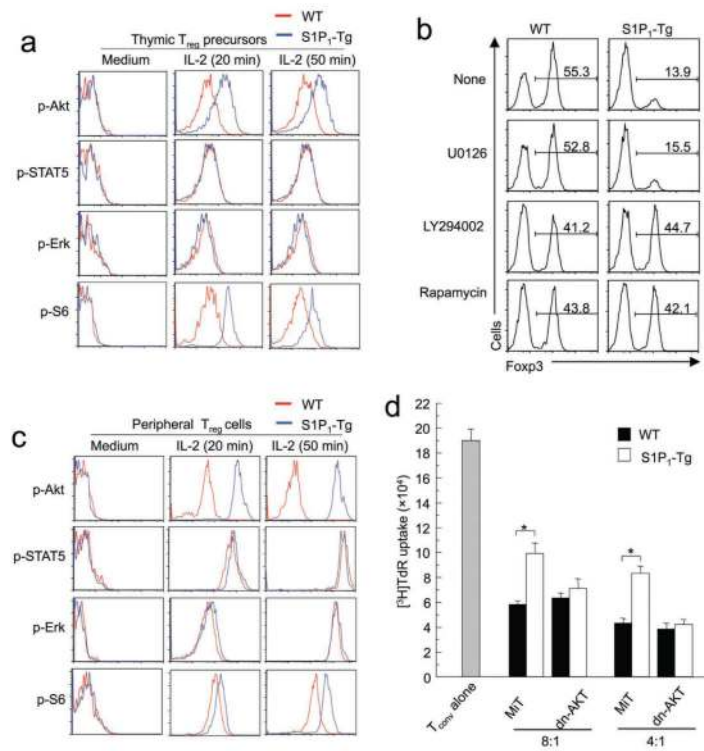 a
WT
S1P₁-Tg
Thymic Treg precursors
Medium IL-2 (20 min) IL-2 (50 min)
p-Akt
p-STAT5
p-Erk
p-S6
b
WT S1P₁-Tg
None
55.3 13.9
U0126
52.8 15.5
LY294002
41.2 44.7
Rapamycin
43.8 42.1
Cells
Foxp3
c
WT
S1P₁-Tg
Peripheral Treg cells
Medium IL-2 (20 min) IL-2 (50 min)
p-Akt
p-STAT5
p-Erk
p-S6
d
WT
S1P₁-Tg
[³H]TdR uptake (×10⁴)
22
20
18
16
14
12
10
8
6
4
2
0
* *
Tconv alone
MiT dn-AKT MiT dn-AKT
8:1 4:1